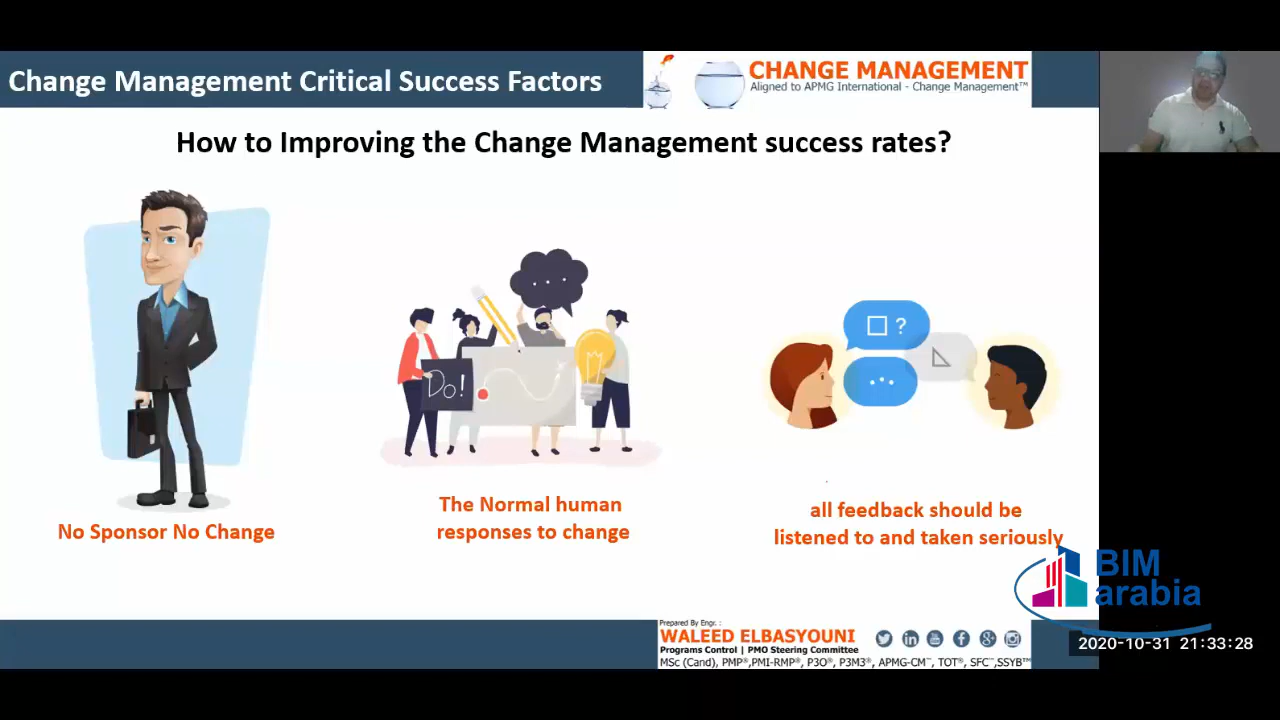 Change Management Critical Success Factors
CHANGE MANAGEMENT
Aligned to APMG International - Change Management™
How to Improving the Change Management success rates?
Do!
?
No Sponsor No Change
The Normal human
responses to change
all feedback should be
listened to and taken seriously
BIM
arabia
Prepared By Engr. :
WALEED ELBASYOUNI
Programs Control | PMO Steering Committee
MSc (Cand), PMP®,PMI-RMP®, P3O®, P3M3®, APMG-CM™, TOT®, SFC™,SSYB™
2020-10-31 21:33:28